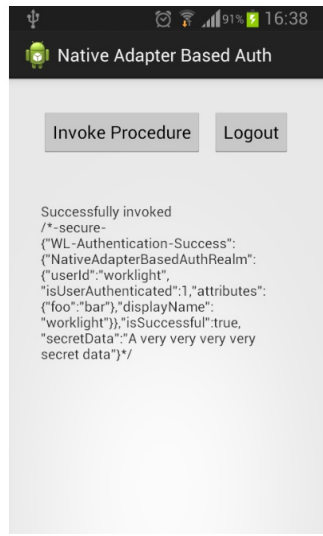 91% 16:38
Native Adapter Based Auth
Invoke Procedure Logout
Successfully invoked
/*-secure-
{"WL-Authentication-Success":
{"NativeAdapterBasedAuthRealm":
{"userId":"worklight",
"isUserAuthenticated":1,"attributes":
{"foo":"bar"},"displayName":
"worklight"}},"isSuccessful":true,
"secretData":"A very very very very
secret data"}*/